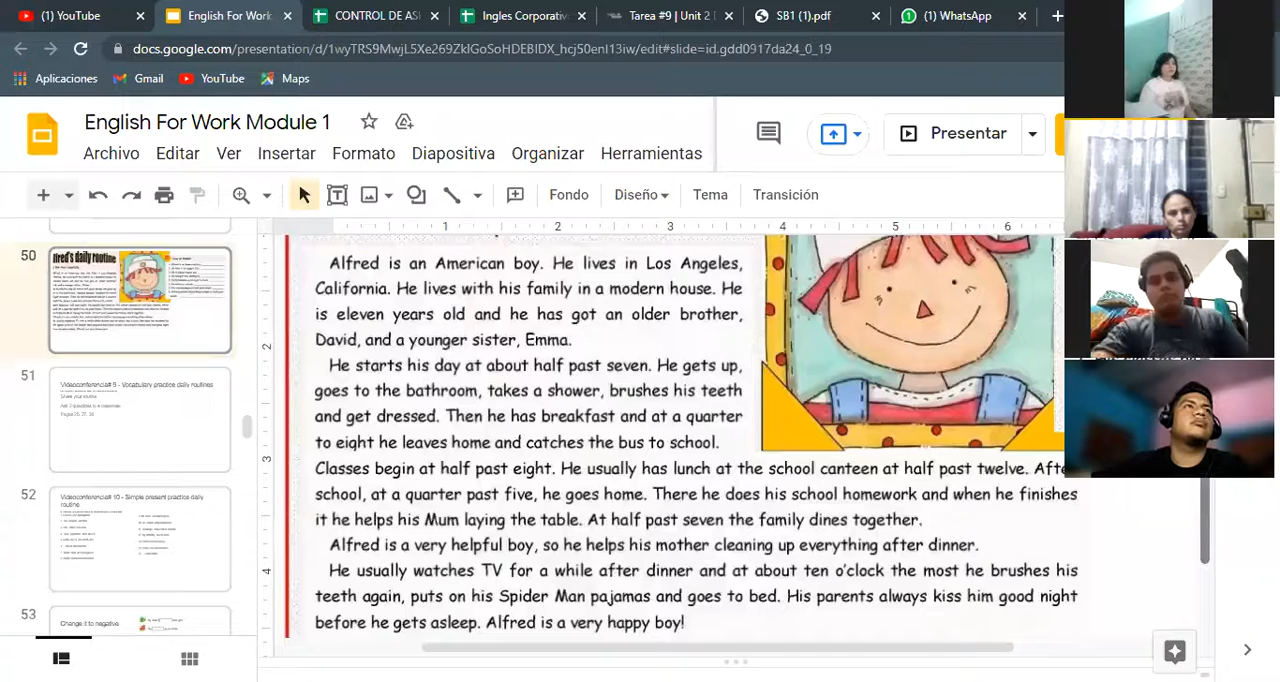 (1) YouTube
English For Work
CONTROL DE AS
Ingles Corporativ
Tarea #9 | Unit 2
SB1 (1).pdf
(1) WhatsApp
docs.google.com/presentation/d/1wyTRS9MwjL5Xe269ZklGoSoHDEBIDX_hcj50enI13iw/edit#slide=id.gdd0917da24_0_19
Aplicaciones
Gmail
YouTube
Maps
English For Work Module 1
Archivo Editar Ver Insertar Formato Diapositiva Organizar Herramientas
Presentar
Fondo Diseño Tema Transición
1 2 3 4 5 6
2
3
4
50
51
Videoconferencia# 9 - Vocabulary practice daily routines
52
Videoconferencia# 10 - Simple present practice daily
routine
53
Change it to negative
Alfred is an American boy. He lives in Los Angeles,
California. He lives with his family in a modern house. He
is eleven years old and he has got an older brother,
David, and a younger sister, Emma.
He starts his day at about half past seven. He gets up,
goes to the bathroom, takes a shower, brushes his teeth
and get dressed. Then he has breakfast and at a quarter
to eight he leaves home and catches the bus to school.
Classes begin at half past eight. He usually has lunch at the school canteen at half past twelve. After
school, at a quarter past five, he goes home. There he does his school homework and when he finishes
it he helps his Mum laying the table. At half past seven the family dines together.
Alfred is a very helpful boy, so he helps his mother cleaning up everything after dinner.
He usually watches TV for a while after dinner and at about ten o'clock the most he brushes his
teeth again, puts on his Spider Man pajamas and goes to bed. His parents always kiss him good night
before he gets asleep. Alfred is a very happy boy!